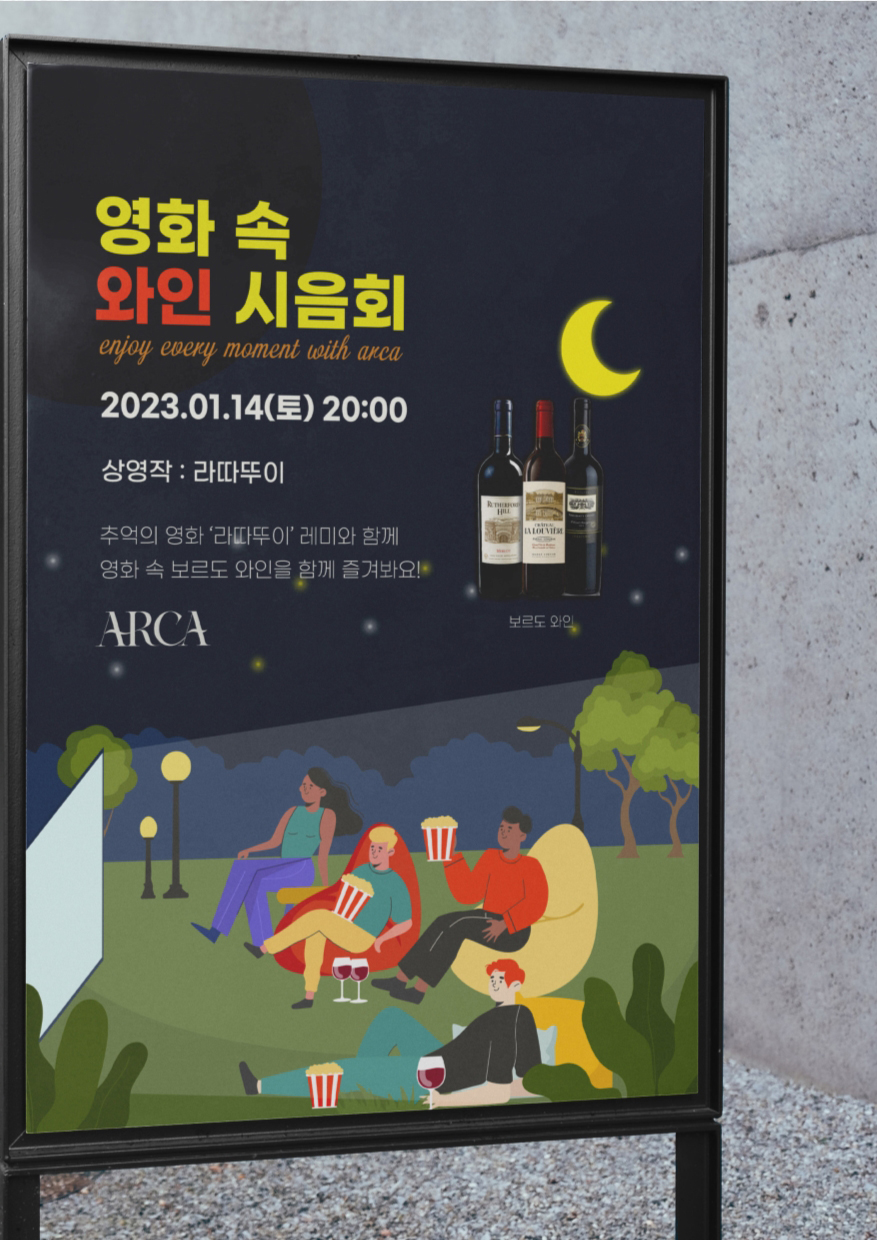 영화 속
와인 시음회
enjoy every moment with arca
2023.01.14(토) 20:00
상영작 : 라따뚜이
추억의 영화 ‘라따뚜이’ 레미와 함께
영화 속 보르도 와인을 함께 즐겨봐요!
ARCA
RUTHERFORD
HILL
MERLOT
CHÂTEAU
LA LOUVIÈRE
보르도 와인